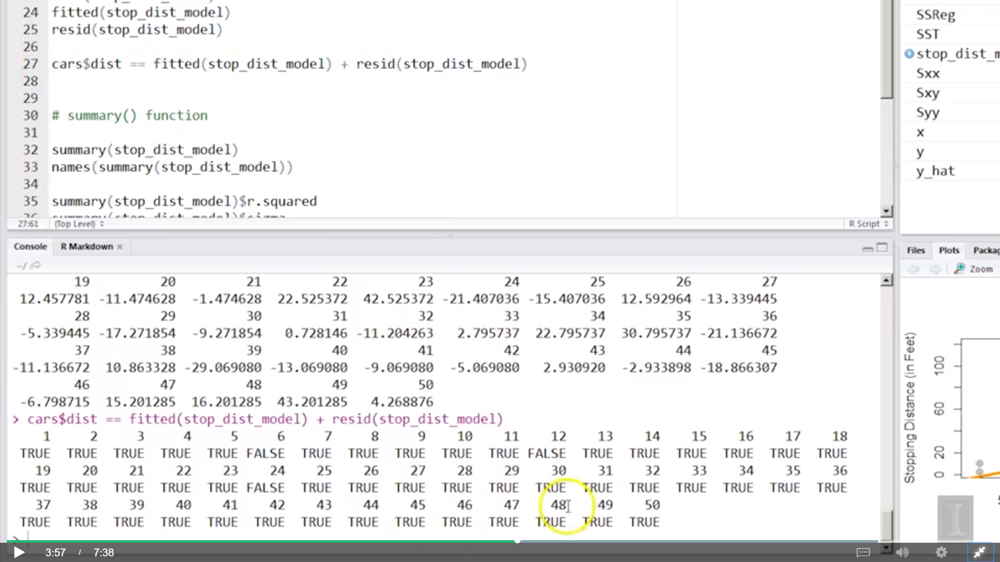 24 fitted(stop_dist_model)
25 resid(stop_dist_model)
26
27 cars$dist == fitted(stop_dist_model) + resid(stop_dist_model)
28
29
30 # summary() function
31
32 summary(stop_dist_model)
33 names(summary(stop_dist_model))
34
35 summary(stop_dist_model)$r.squared
36 summary(stop_dist_model)$sigma
27:61 (Top Level) R Script
SSReg
SST
stop_dist_m
Sxx
Sxy
Syy
x
y
y_hat
Console R Markdown
~/
19 20 21 22 23 24 25 26 27
12.457781 -11.474628 -1.474628 22.525372 42.525372 -21.407036 -15.407036 12.592964 -13.339445
28 29 30 31 32 33 34 35 36
-5.339445 -17.271854 -9.271854 0.728146 -11.204263 2.795737 22.795737 30.795737 -21.136672
37 38 39 40 41 42 43 44 45
-11.136672 10.863328 -29.069080 -13.069080 -9.069080 -5.069080 2.930920 -2.933898 -18.866307
46 47 48 49 50
-6.798715 15.201285 16.201285 43.201285 4.268876
> cars$dist == fitted(stop_dist_model) + resid(stop_dist_model)
1 2 3 4 5 6 7 8 9 10 11 12 13 14 15 16 17 18
TRUE TRUE TRUE TRUE TRUE FALSE TRUE TRUE TRUE TRUE TRUE FALSE TRUE TRUE TRUE TRUE TRUE TRUE
19 20 21 22 23 24 25 26 27 28 29 30 31 32 33 34 35 36
TRUE TRUE TRUE TRUE TRUE FALSE TRUE TRUE TRUE TRUE TRUE TRUE TRUE TRUE TRUE TRUE TRUE TRUE
37 38 39 40 41 42 43 44 45 46 47 48 49 50
TRUE TRUE TRUE TRUE TRUE TRUE TRUE TRUE TRUE TRUE TRUE TRUE TRUE TRUE
>
Files Plots Packag
Zoom
Stopping Distance (in Feet)
100
60
20
0
5
I
3:57 / 7:38